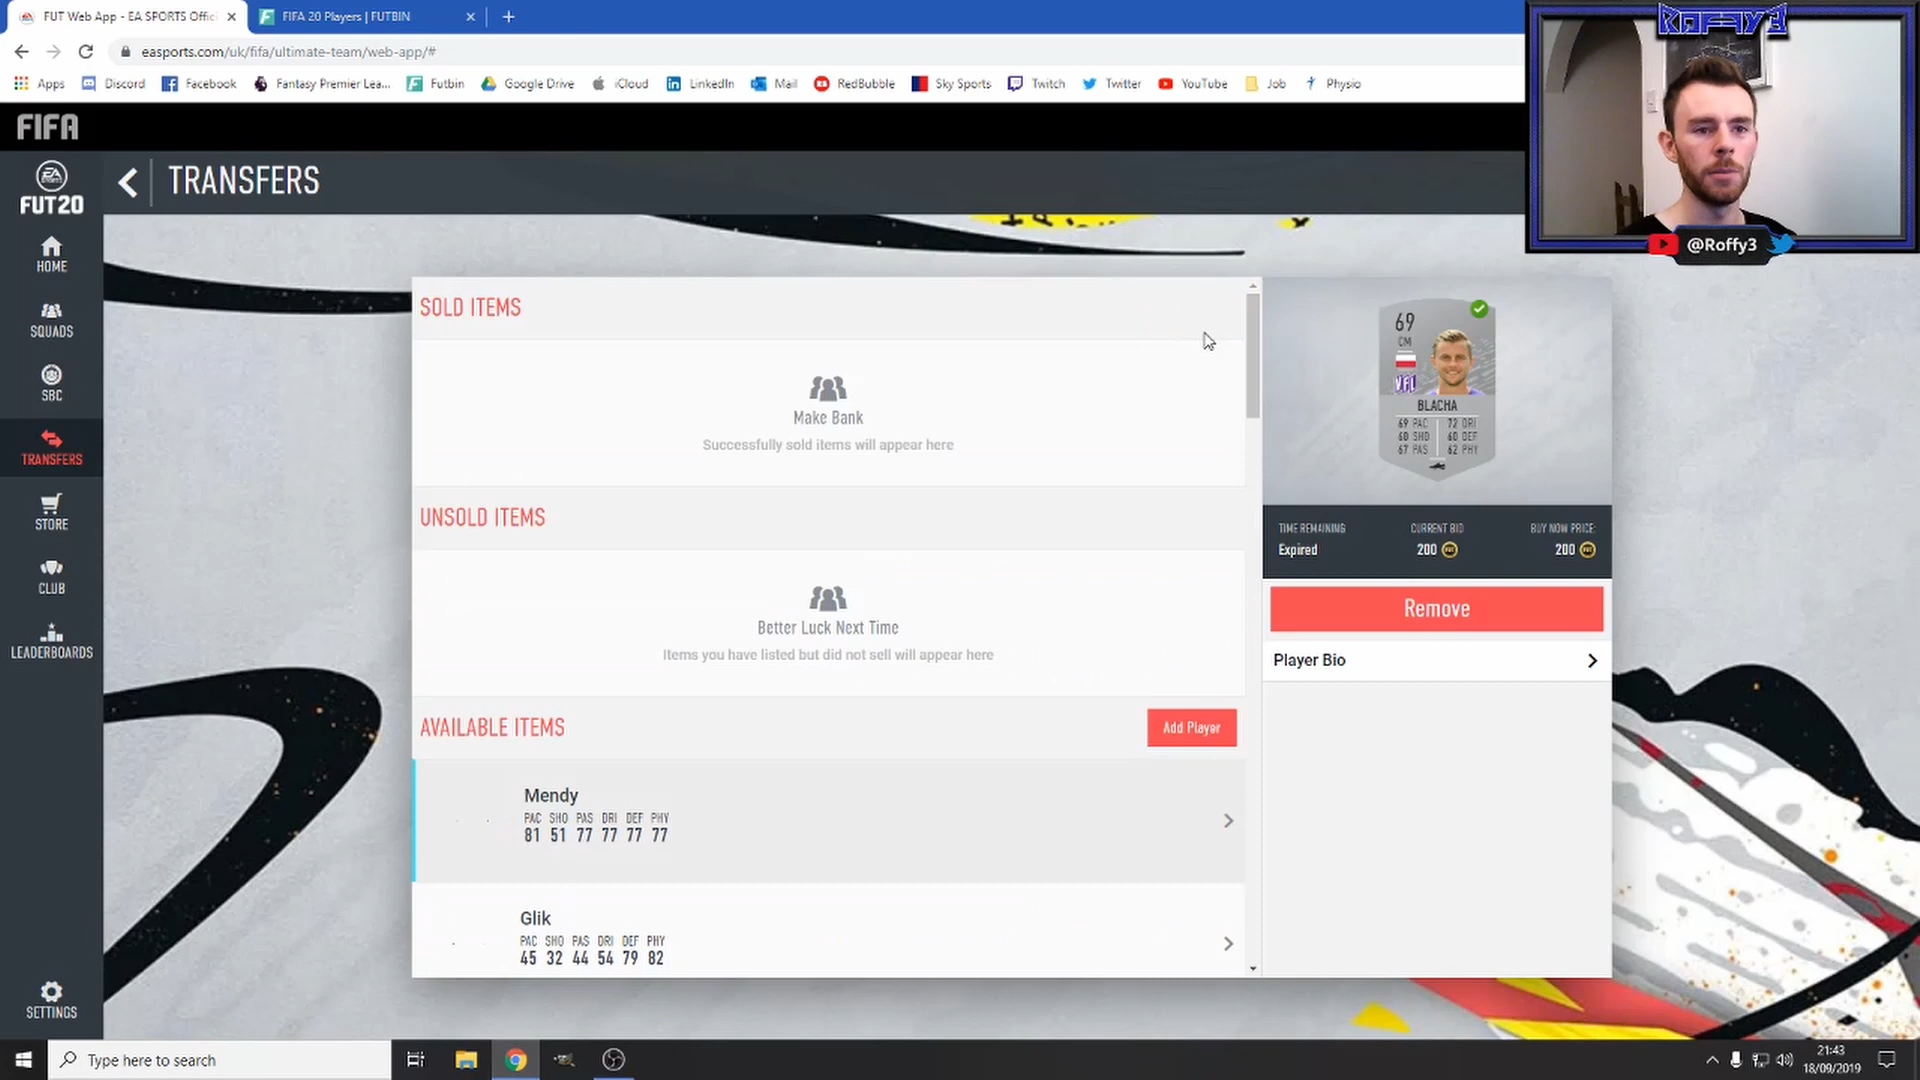 FUT Web App - EA SPORTS Offici
FIFA 20 Players | FUTBIN
easports.com/uk/fifa/ultimate-team/web-app/#
Apps Discord Facebook Fantasy Premier Lea... Futbin Google Drive iCloud LinkedIn Mail RedBubble Sky Sports Twitch Twitter YouTube Job Physio
ROFFY3
@Roffy3
FIFA
EA SPORTS
FUT20
TRANSFERS
HOME
SQUADS
SBC
TRANSFERS
STORE
CLUB
LEADERBOARDS
SETTINGS
SOLD ITEMS
Make Bank
Successfully sold items will appear here
UNSOLD ITEMS
Better Luck Next Time
Items you have listed but did not sell will appear here
AVAILABLE ITEMS Add Player
Mendy
PAC SHO PAS DRI DEF PHY
81 51 77 77 77 77
Glik
PAC SHO PAS DRI DEF PHY
45 32 44 54 79 82
69
CM
VFL
BLACHA
69 PAC 72 DRI
60 SHO 60 DEF
67 PAS 62 PHY
TIME REMAINING CURRENT BID BUY NOW PRICE:
Expired 200 200
Remove
Player Bio
Type here to search
21:43
18/09/2019